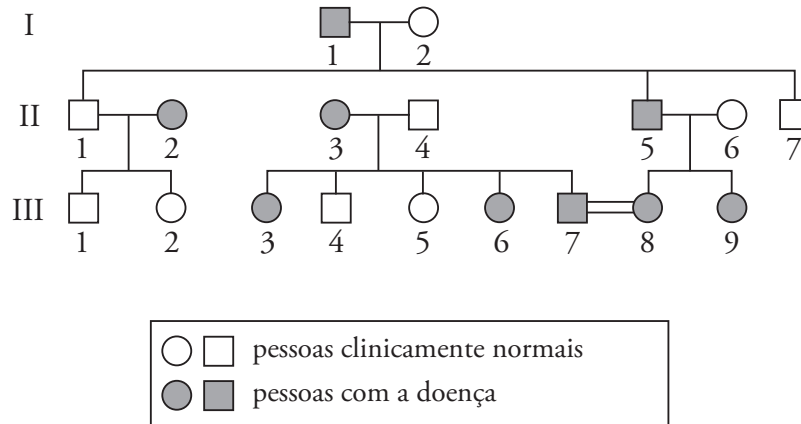 I
1 2
II
1 2 3 4 5 6 7
III
1 2 3 4 5 6 7 8 9
pessoas clinicamente normais
pessoas com a doença